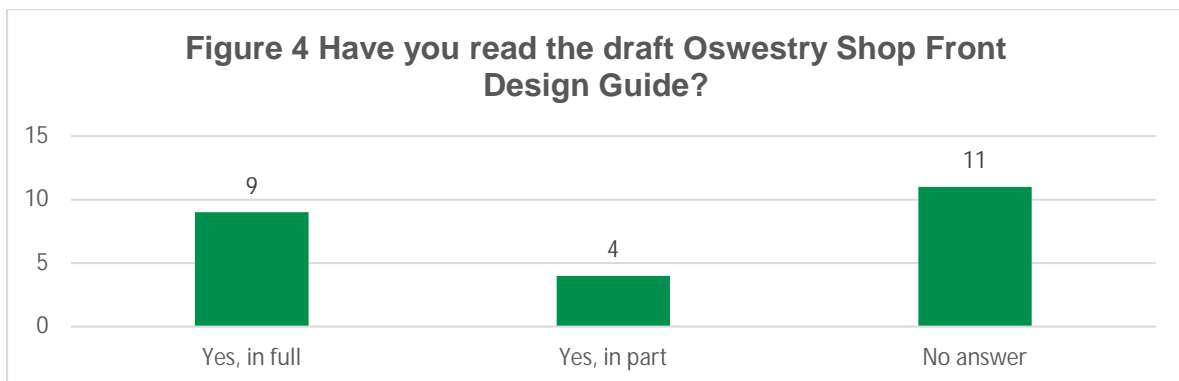 Figure 4 Have you read the draft Oswestry Shop Front
Design Guide?
15
10
5
0
9
4
11
Yes, in full
Yes, in part
No answer